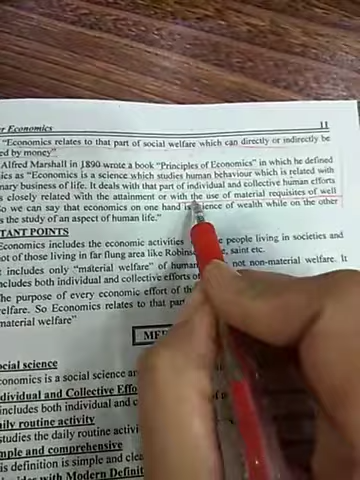 er Economics 11
"Economics relates to that part of social welfare which can directly or indirectly be
ed by money"
Alfred Marshall in 1890 wrote a book "Principles of Economics" in which he defined
ics as "Economics is a science which studies human behaviour which is related with
nary business of life. It deals with that part of individual and collective human efforts
s closely related with the attainment or with the use of material requisites of well
o we can say that economics on one hand is science of wealth while on the other
s the study of an aspect of human life."
TANT POINTS
Economics includes the economic activities people living in societies and
not of those living in far flung area like Robinson saint etc.
t includes only "material welfare" of human not non-material welfare. It
ncludes both individual and collective efforts of
The purpose of every economic effort of th
elfare. So Economics relates to that part
material welfare"
ME
ocial science
conomics is a social science
dividual and Collective Effo
includes both individual and c
aily routine activity
studies the daily routine activi
mple and comprehensive
is definition is simple and clea
ides with Modern Definit